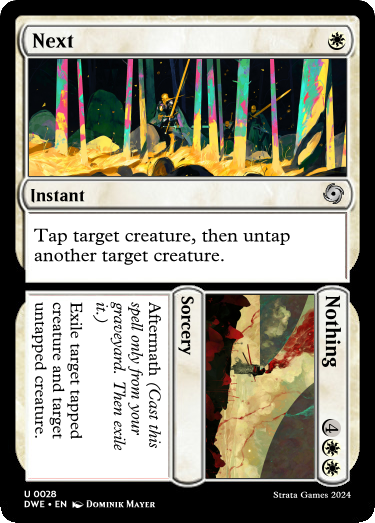 Next
Instant
Tap target creature, then untap
another target creature.
Nothing
4
Sorcery
Aftermath (Cast this
spell only from your
graveyard. Then exile
it.)
Exile target tapped
creature and target
untapped creature.
U 0028
DWE • EN Dominik Mayer
Strata Games 2024